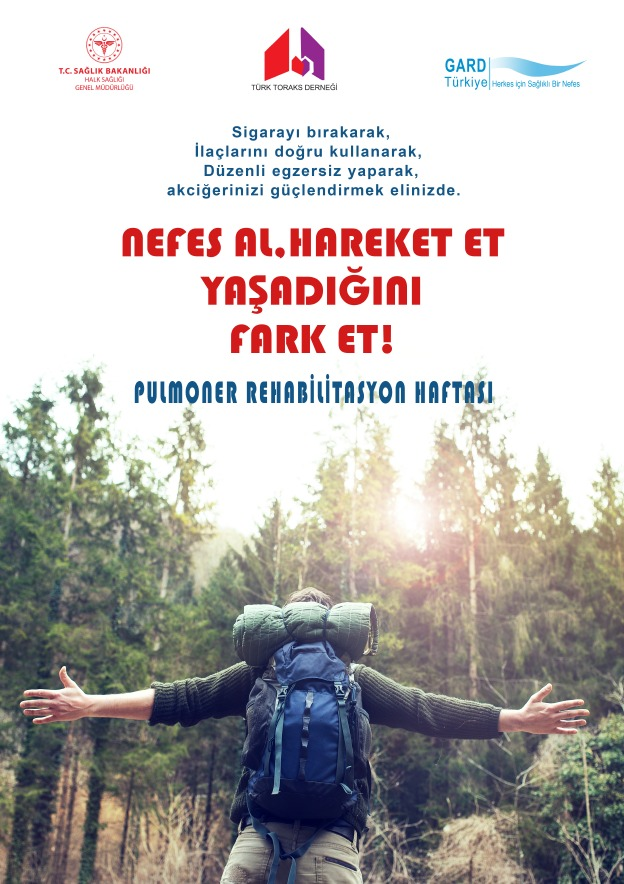 T.C. SAĞLIK BAKANLIĞI
HALK SAĞLIĞI
GENEL MÜDÜRLÜĞÜ
TÜRK TORAKS DERNEĞİ
GARD
Türkiye Herkes için Sağlıklı Bir Nefes
Sigarayı bırakarak,
İlaçlarını doğru kullanarak,
Düzenli egzersiz yaparak,
akciğerinizi güçlendirmek elinizde.
NEFES AL,HAREKET ET
YAŞADIĞINI
FARK ET!
PULMONER REHABİLİTASYON HAFTASI